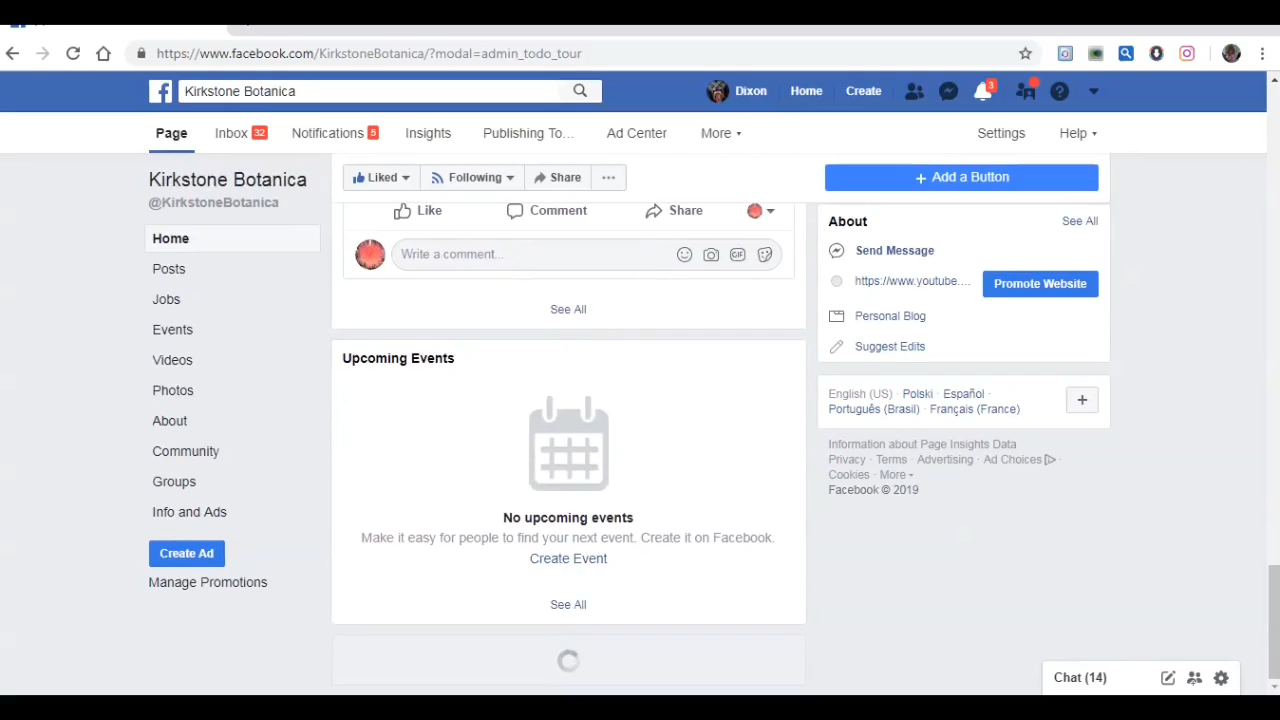 https://www.facebook.com/KirkstoneBotanica/?modal=admin_todo_tour
Kirkstone Botanica
Dixon
Home
Create
3
Page
Inbox 32
Notifications 5
Insights
Publishing To...
Ad Center
More
Settings
Help
Kirkstone Botanica
@KirkstoneBotanica
Home
Posts
Jobs
Events
Videos
Photos
About
Community
Groups
Info and Ads
Create Ad
Manage Promotions
Liked
Following
Share
...
Like
Comment
Share
Write a comment...
GIF
See All
Upcoming Events
No upcoming events
Make it easy for people to find your next event. Create it on Facebook.
Create Event
See All
+ Add a Button
About
See All
Send Message
https://www.youtube....
Promote Website
Personal Blog
Suggest Edits
English (US) · Polski · Español ·
Português (Brasil) · Français (France)
+
Information about Page Insights Data
Privacy · Terms · Advertising · Ad Choices ·
Cookies · More
Facebook © 2019
Chat (14)